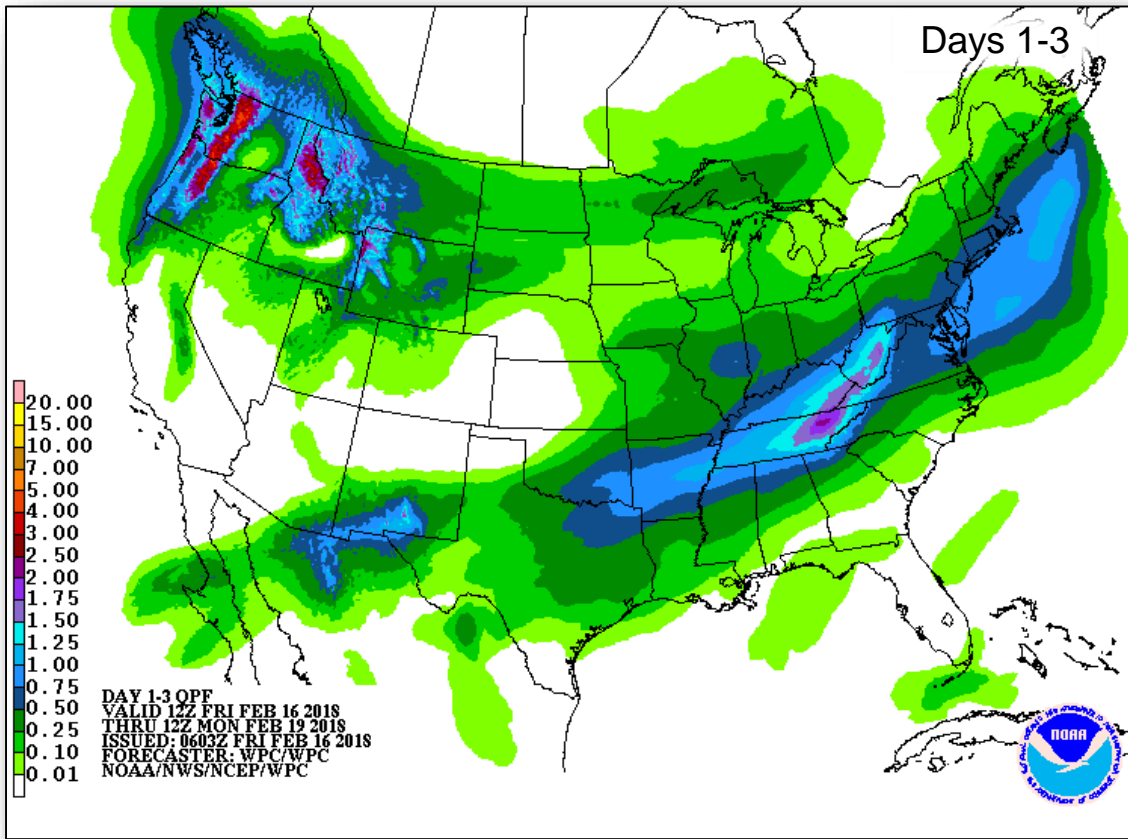 Days 1-3
20.00
15.00
10.00
7.00
5.00
4.00
3.00
2.50
2.00
1.75
1.50
1.25
1.00
0.75
0.50
0.25
0.10
0.01
DAY 1-3 QPF
VALID 12Z FRI FEB 16 2018
THRU 12Z MON FEB 19 2018
ISSUED: 0603Z FRI FEB 16 2018
FORECASTER: WPC/WPC
NOAA/NWS/NCEP/WPC
NOAA